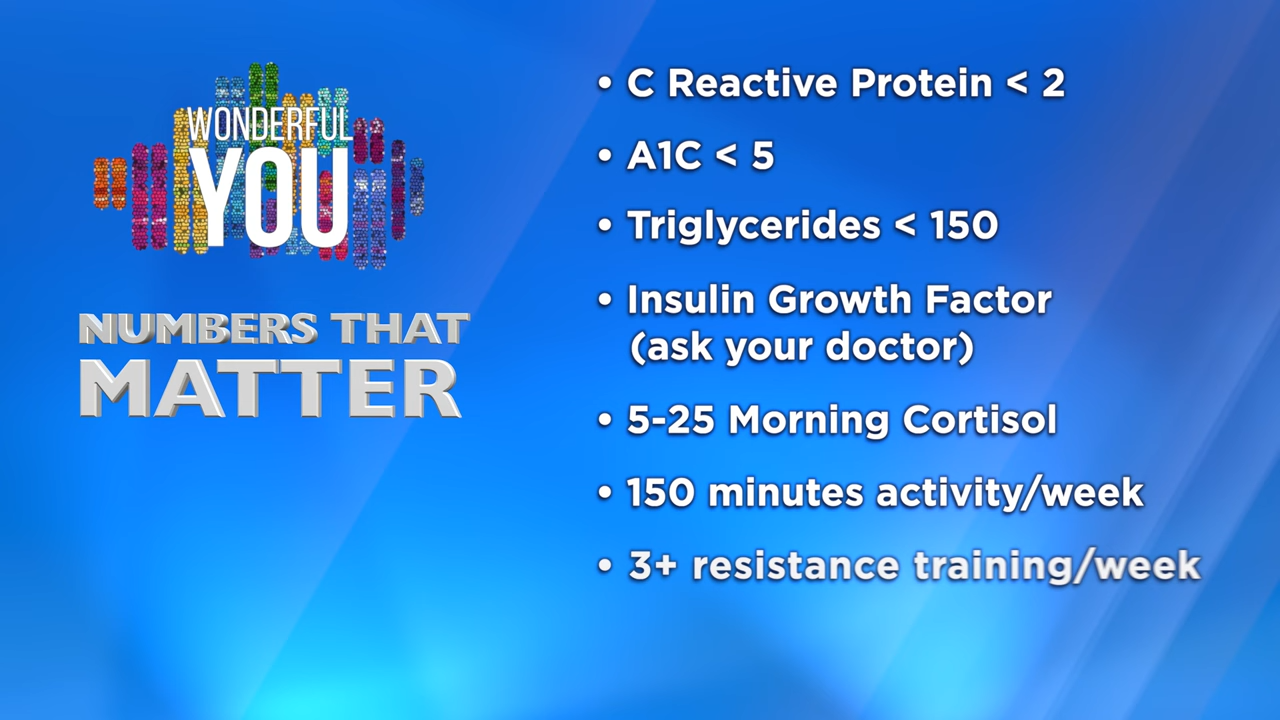 WONDERFUL
YOU
NUMBERS THAT
MATTER
• C Reactive Protein < 2
• A1C < 5
• Triglycerides < 150
• Insulin Growth Factor
(ask your doctor)
• 5-25 Morning Cortisol
• 150 minutes activity/week
• 3+ resistance training/week